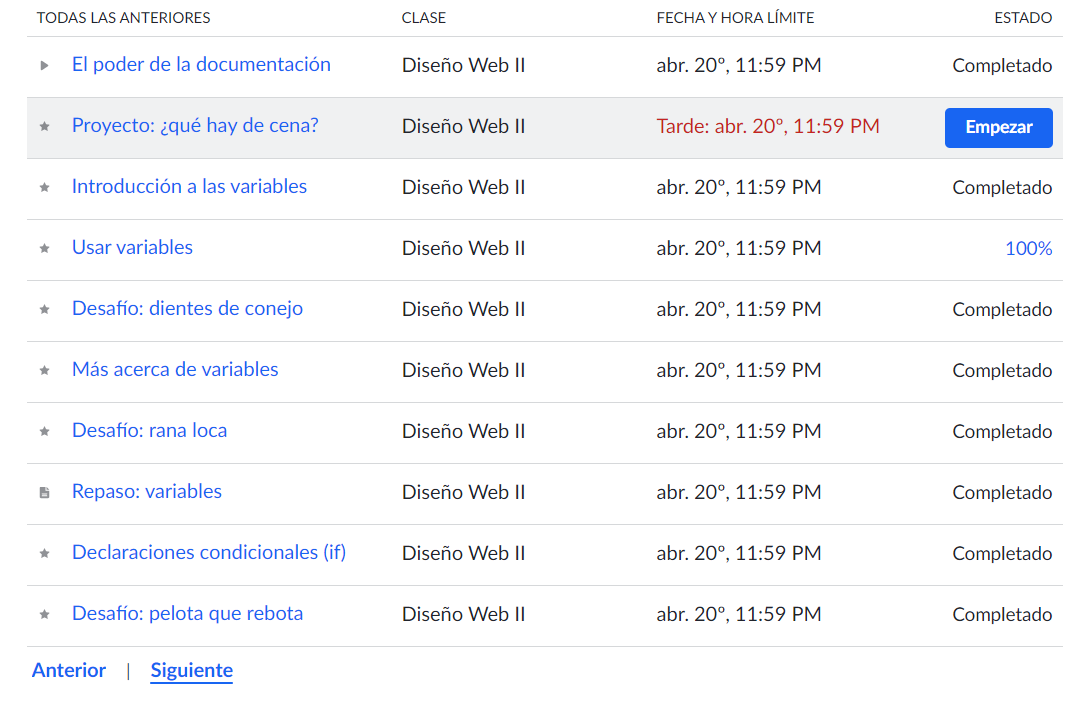 TODAS LAS ANTERIORES CLASE FECHA Y HORA LÍMITE ESTADO
El poder de la documentación Diseño Web II abr. 20º, 11:59 PM Completado
Proyecto: ¿qué hay de cena? Diseño Web II Tarde: abr. 20º, 11:59 PM Empezar
Introducción a las variables Diseño Web II abr. 20º, 11:59 PM Completado
Usar variables Diseño Web II abr. 20º, 11:59 PM 100%
Desafío: dientes de conejo Diseño Web II abr. 20º, 11:59 PM Completado
Más acerca de variables Diseño Web II abr. 20º, 11:59 PM Completado
Desafío: rana loca Diseño Web II abr. 20º, 11:59 PM Completado
Repaso: variables Diseño Web II abr. 20º, 11:59 PM Completado
Declaraciones condicionales (if) Diseño Web II abr. 20º, 11:59 PM Completado
Desafío: pelota que rebota Diseño Web II abr. 20º, 11:59 PM Completado
Anterior | Siguiente